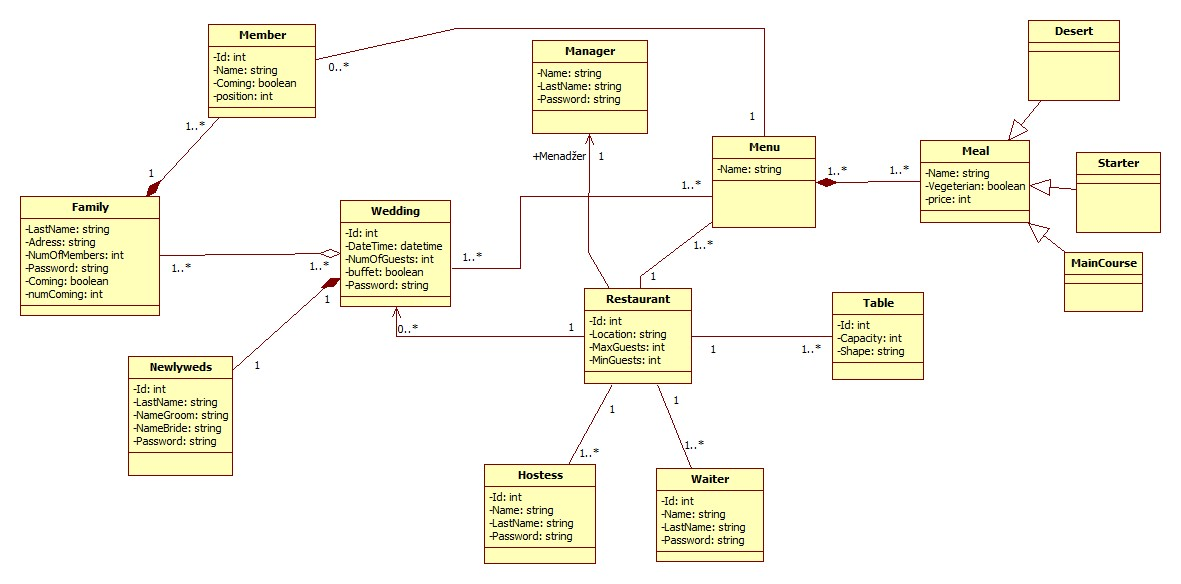 Member
-Id: int
-Name: string
-Coming: boolean
-position: int
0..*
1..*
1
Manager
-Name: string
-LastName: string
-Password: string
+Menadžer
1
Desert
Menu
-Name: string
1
1..*
1..*
1..*
1..*
Meal
-Name: string
-Vegeterian: boolean
-price: int
Starter
MainCourse
Family
-LastName: string
-Adress: string
-NumOfMembers: int
-Password: string
-Coming: boolean
-numComing: int
1..*
1..*
Wedding
-Id: int
-DateTime: datetime
-NumOfGuests: int
-buffet: boolean
-Password: string
1..*
1
0..*
1
Newlyweds
-Id: int
-LastName: string
-NameGroom: string
-NameBride: string
-Password: string
1
Restaurant
-Id: int
-Location: string
-MaxGuests: int
-MinGuests: int
1
1
1..*
Table
-Id: int
-Capacity: int
-Shape: string
1
1
1..*
1..*
Hostess
-Id: int
-Name: string
-LastName: string
-Password: string
Waiter
-Id: int
-Name: string
-LastName: string
-Password: string